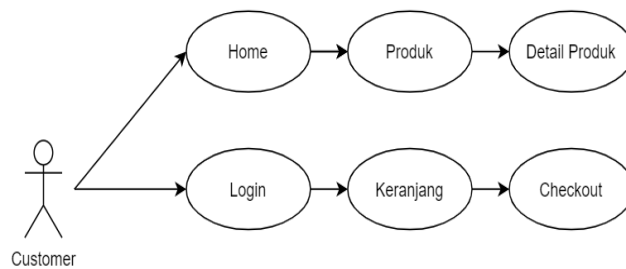 Home
Produk
Detail Produk
Login
Keranjang
Checkout
Customer